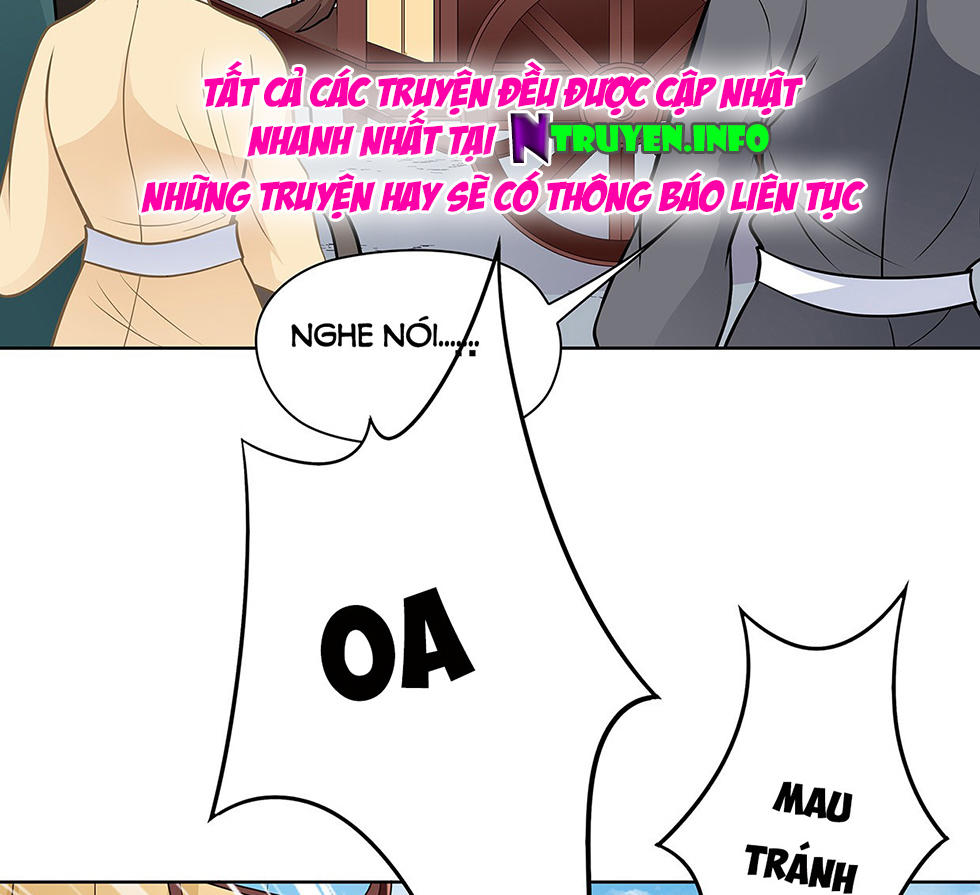 TẤT CẢ CÁC TRUYỆN ĐỀU ĐƯỢC CẬP NHẬT
NHANH NHẤT TẠI NTRUYEN.INFO
NHỮNG TRUYỆN HAY SẼ CÓ THÔNG BÁO LIÊN TỤC
NGHE NÓI.......
OA
MAU
TRÁNH